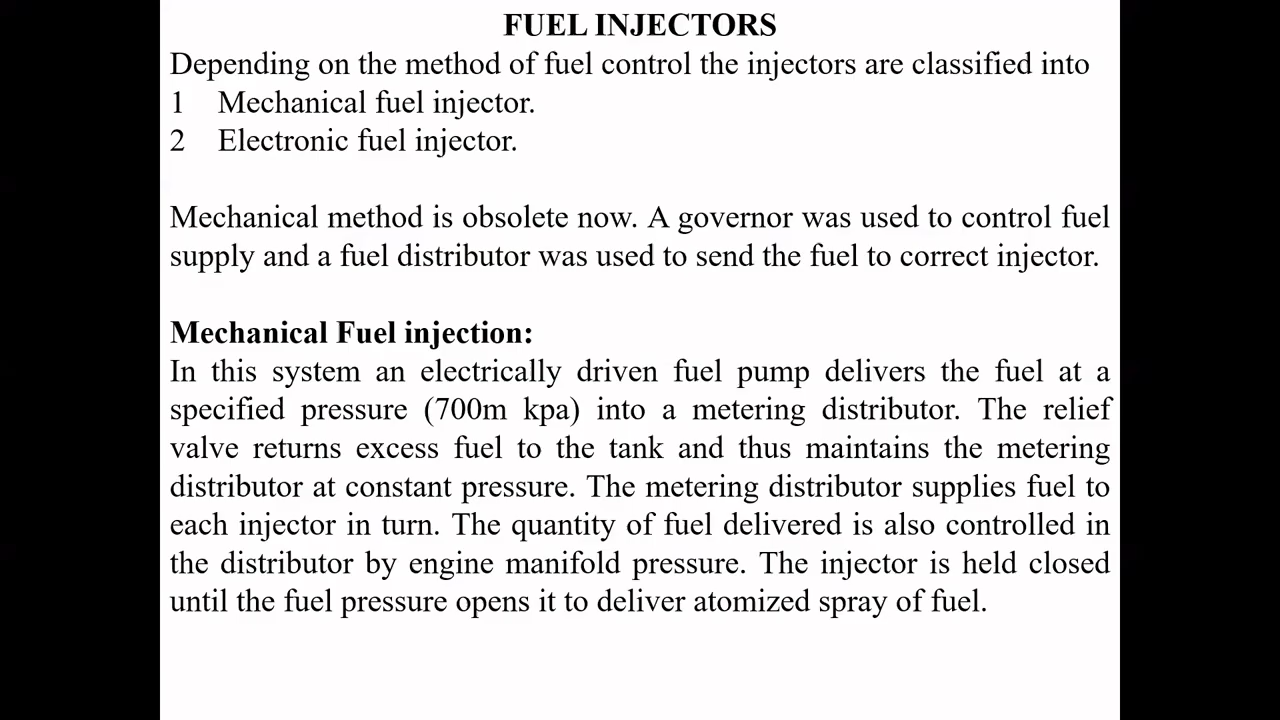 FUEL INJECTORS
Depending on the method of fuel control the injectors are classified into
1 Mechanical fuel injector.
2 Electronic fuel injector.
Mechanical method is obsolete now. A governor was used to control fuel
supply and a fuel distributor was used to send the fuel to correct injector.
Mechanical Fuel injection:
In this system an electrically driven fuel pump delivers the fuel at a
specified pressure (700m kpa) into a metering distributor. The relief
valve returns excess fuel to the tank and thus maintains the metering
distributor at constant pressure. The metering distributor supplies fuel to
each injector in turn. The quantity of fuel delivered is also controlled in
the distributor by engine manifold pressure. The injector is held closed
until the fuel pressure opens it to deliver atomized spray of fuel.